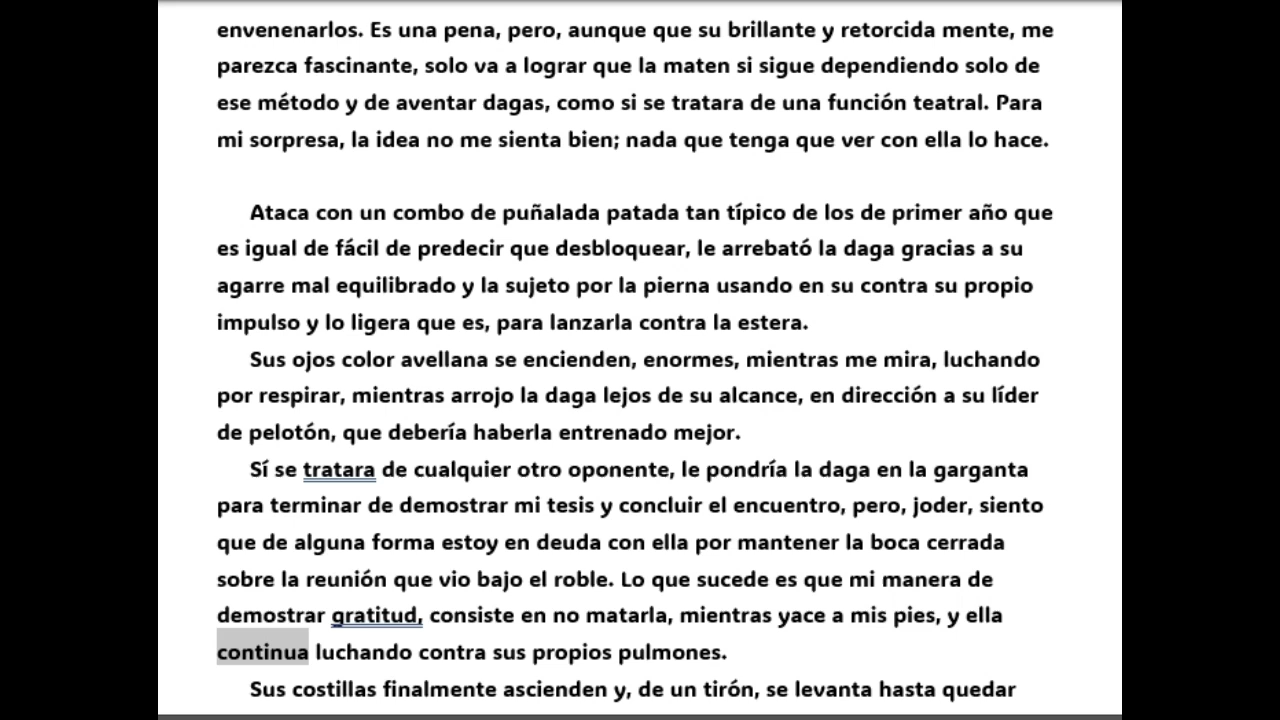 envenenarlos. Es una pena, pero, aunque que su brillante y retorcida mente, me
parezca fascinante, solo va a lograr que la maten si sigue dependiendo solo de
ese método y de aventar dagas, como si se tratara de una función teatral. Para
mi sorpresa, la idea no me sienta bien; nada que tenga que ver con ella lo hace.
Ataca con un combo de puñalada patada tan típico de los de primer año que
es igual de fácil de predecir que desbloquear, le arrebató la daga gracias a su
agarre mal equilibrado y la sujeto por la pierna usando en su contra su propio
impulso y lo ligera que es, para lanzarla contra la estera.
Sus ojos color avellana se encienden, enormes, mientras me mira, luchando
por respirar, mientras arrojo la daga lejos de su alcance, en dirección a su líder
de pelotón, que debería haberla entrenado mejor.
Sí se tratara de cualquier otro oponente, le pondría la daga en la garganta
para terminar de demostrar mi tesis y concluir el encuentro, pero, joder, siento
que de alguna forma estoy en deuda con ella por mantener la boca cerrada
sobre la reunión que vio bajo el roble. Lo que sucede es que mi manera de
demostrar gratitud, consiste en no matarla, mientras yace a mis pies, y ella
continua luchando contra sus propios pulmones.
Sus costillas finalmente ascienden y, de un tirón, se levanta hasta quedar